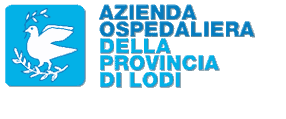 AZIENDA
OSPEDALIERA
DELLA
PROVINCIA
DI LODI